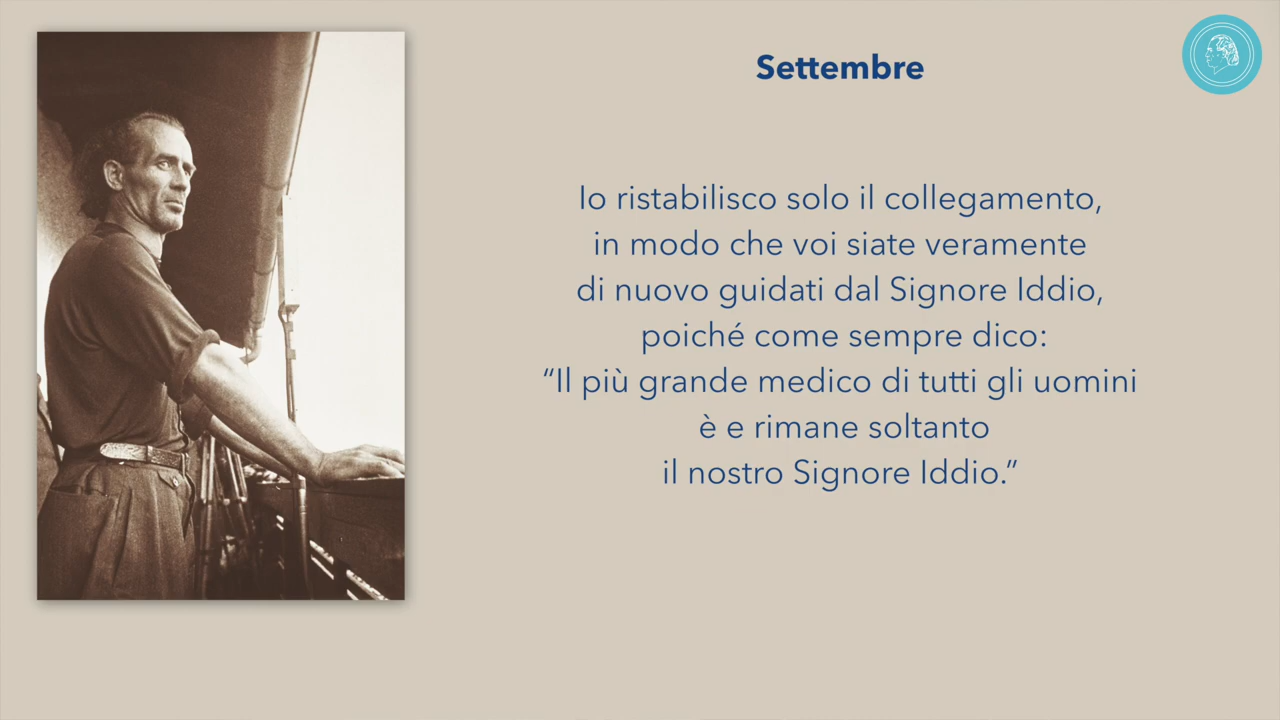 Settembre
Io ristabilisco solo il collegamento,
in modo che voi siate veramente
di nuovo guidati dal Signore Iddio,
poiché come sempre dico:
“Il più grande medico di tutti gli uomini
è e rimane soltanto
il nostro Signore Iddio.”